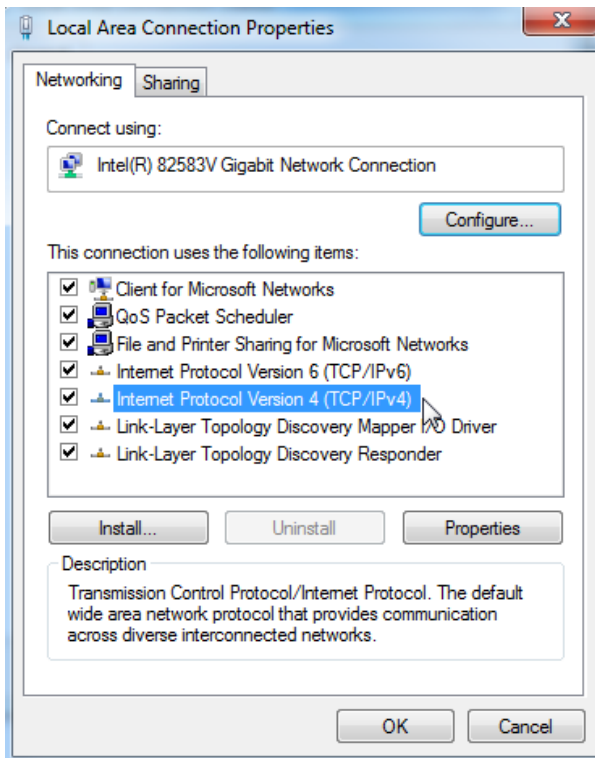 Local Area Connection Properties
Networking Sharing
Connect using:
Intel(R) 82583V Gigabit Network Connection
Configure...
This connection uses the following items:
Client for Microsoft Networks
QoS Packet Scheduler
File and Printer Sharing for Microsoft Networks
Internet Protocol Version 6 (TCP/IPv6)
Internet Protocol Version 4 (TCP/IPv4)
Link-Layer Topology Discovery Mapper I/O Driver
Link-Layer Topology Discovery Responder
Install... Uninstall Properties
Description
Transmission Control Protocol/Internet Protocol. The default
wide area network protocol that provides communication
across diverse interconnected networks.
OK Cancel